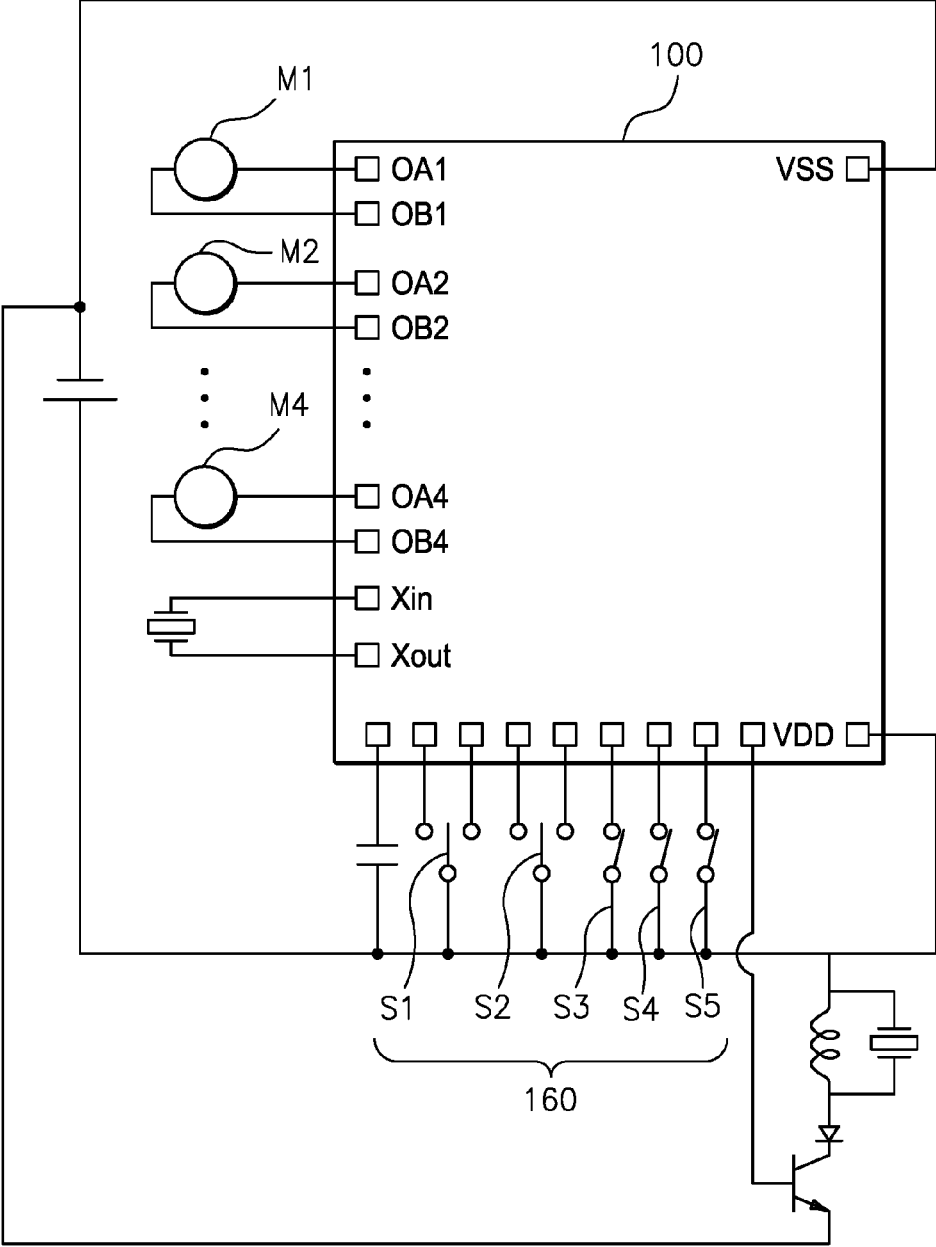 100
M1
OA1
VSS
OB1
M2
OA2
OB2
M4
OA4
OB4
Xin
Xout
VDD
S1
S2
S3
S4
S5
160